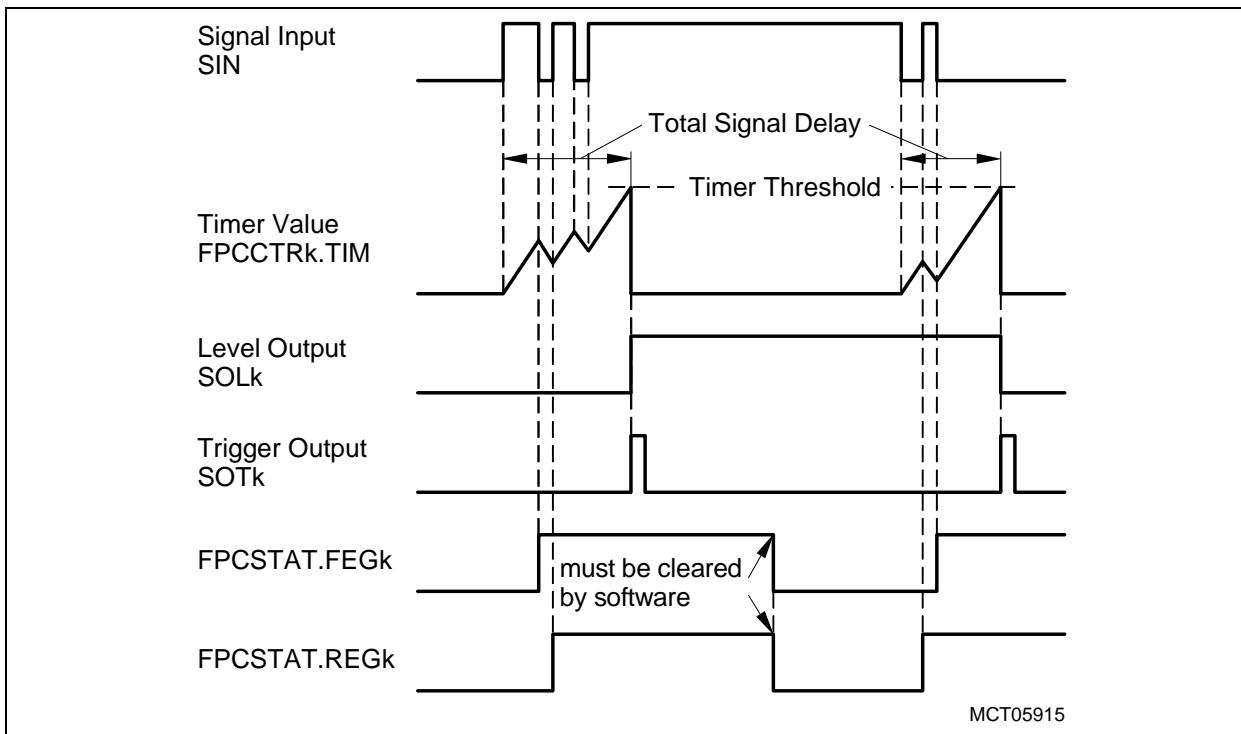 Signal Input
SIN
Total Signal Delay
Timer Threshold
Timer Value
FPCCTRk.TIM
Level Output
SOLk
Trigger Output
SOTk
FPCSTAT.FEGk
must be cleared
by software
FPCSTAT.REGk
MCT05915